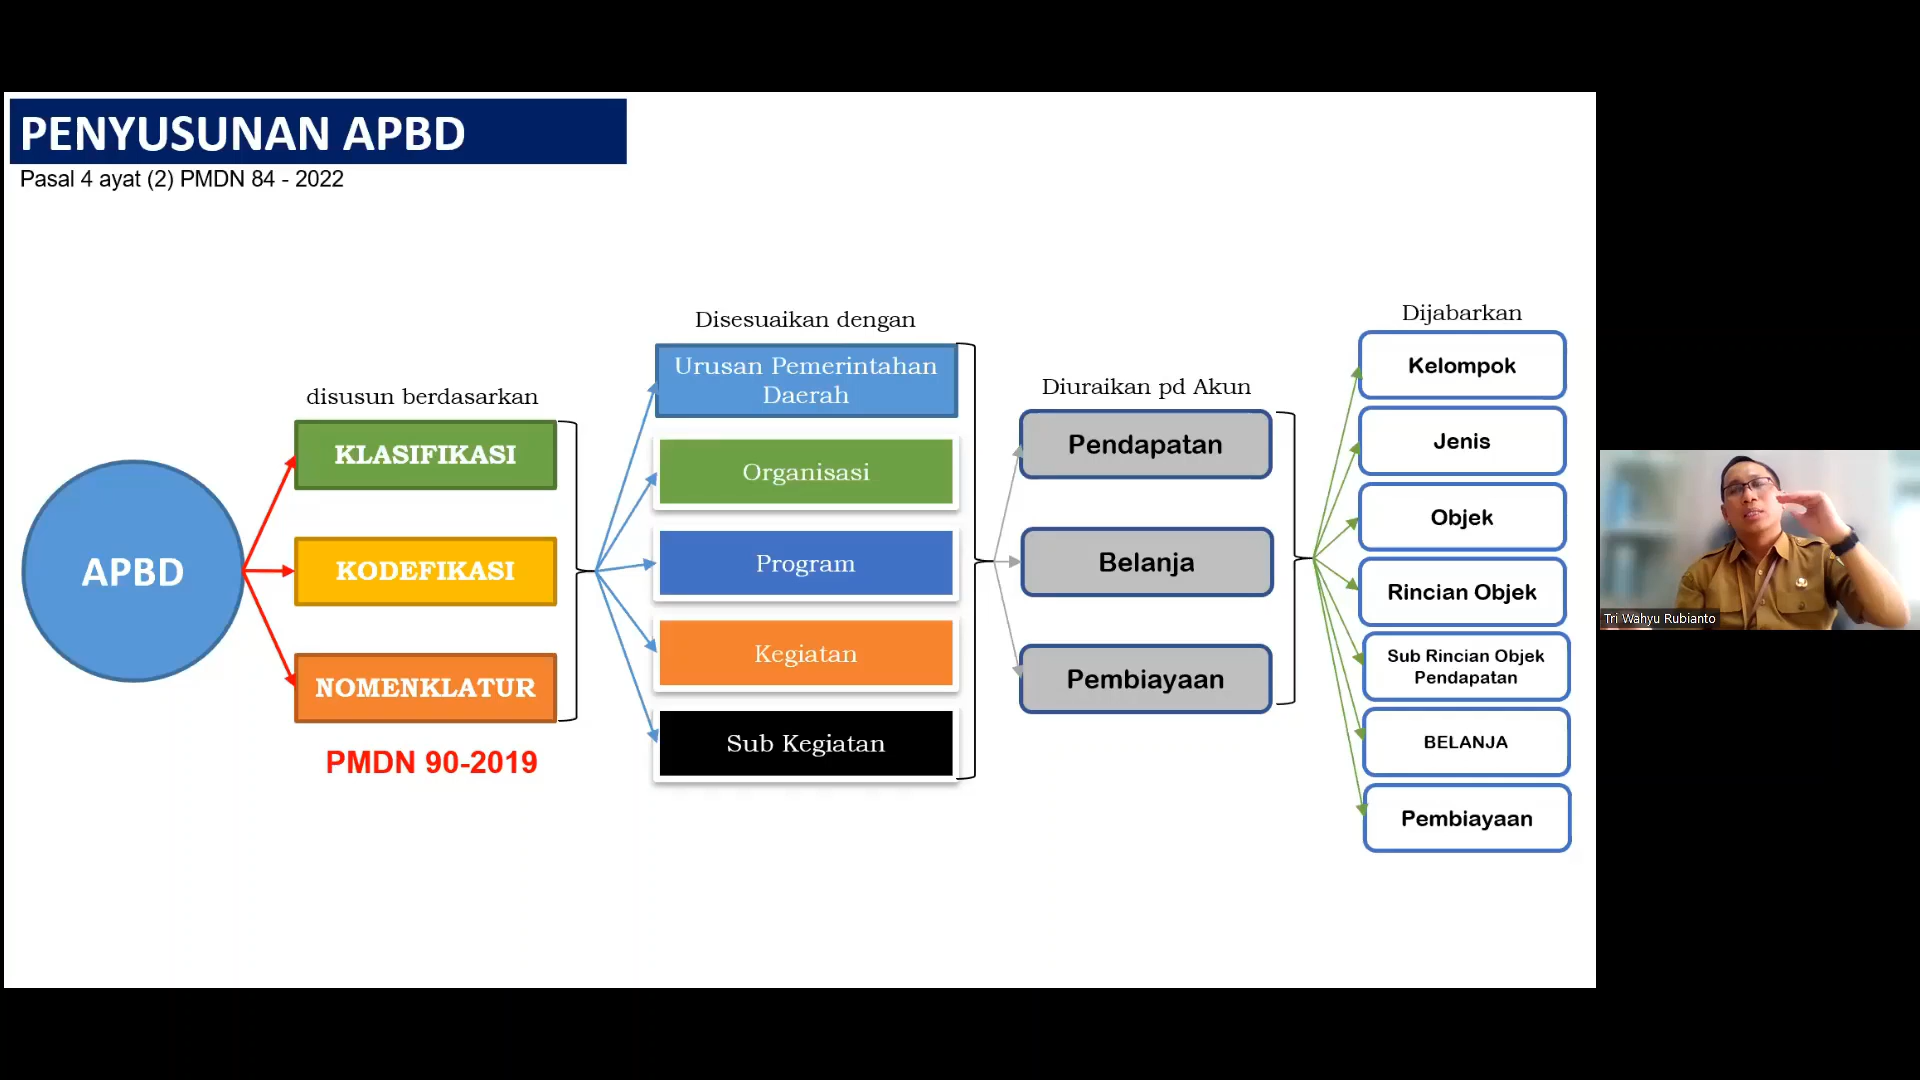 PENYUSUNAN APBD
Pasal 4 ayat (2) PMDN 84 - 2022
APBD
disusun berdasarkan
KLASIFIKASI
KODEFIKASI
NOMENKLATUR
PMDN 90-2019
Disesuaikan dengan
Urusan Pemerintahan
Daerah
Organisasi
Program
Kegiatan
Sub Kegiatan
Diuraikan pd Akun
Pendapatan
Belanja
Pembiayaan
Dijabarkan
Kelompok
Jenis
Objek
Rincian Objek
Sub Rincian Objek
Pendapatan
BELANJA
Pembiayaan
Tri Wahyu Rubianto